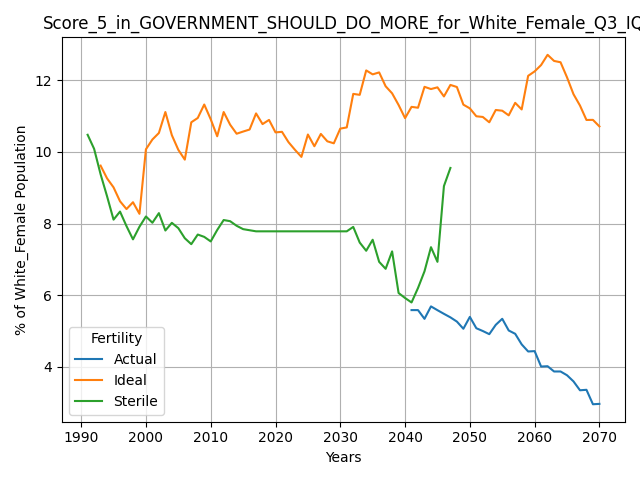 Score_5_in_GOVERNMENT_SHOULD_DO_MORE_for_White_Female_Q3_IQ
% of White_Female Population
12
10
8
6
4
Fertility
Actual
Ideal
Sterile
1990 2000 2010 2020 2030 2040 2050 2060 2070
Years